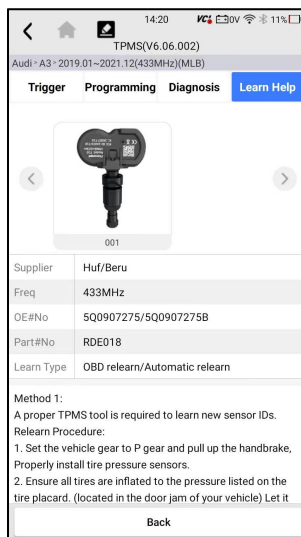 14:20 VCI 0V 11%
TPMS(V6.06.002)
Audi>A3>2019.01~2021.12(433MHz)(MLB)
Trigger Programming Diagnosis Learn Help
001
Supplier Huf/Beru
Freq 433MHz
OE#No 5Q0907275/5Q0907275B
Part#No RDE018
Learn Type OBD relearn/Automatic relearn
Method 1:
A proper TPMS tool is required to learn new sensor IDs.
Relearn Procedure:
1. Set the vehicle gear to P gear and pull up the handbrake,
Properly install tire pressure sensors.
2. Ensure all tires are inflated to the pressure listed on the
tire placard. (located in the door jam of your vehicle) Let it
Back